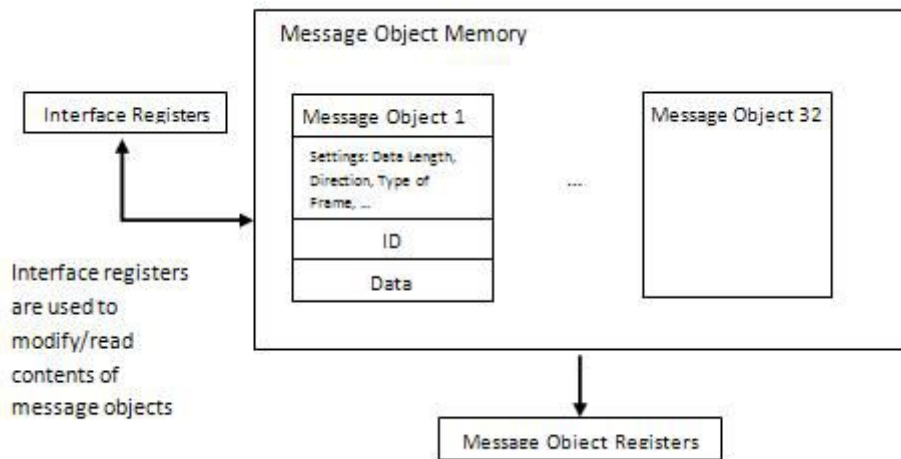 Message Object Memory
Interface Registers
Message Object 1
Settings: Data Length,
Direction, Type of
Frame, ...
ID
Data
...
Message Object 32
Interface registers
are used to
modify/read
contents of
message objects
Message Object Registers